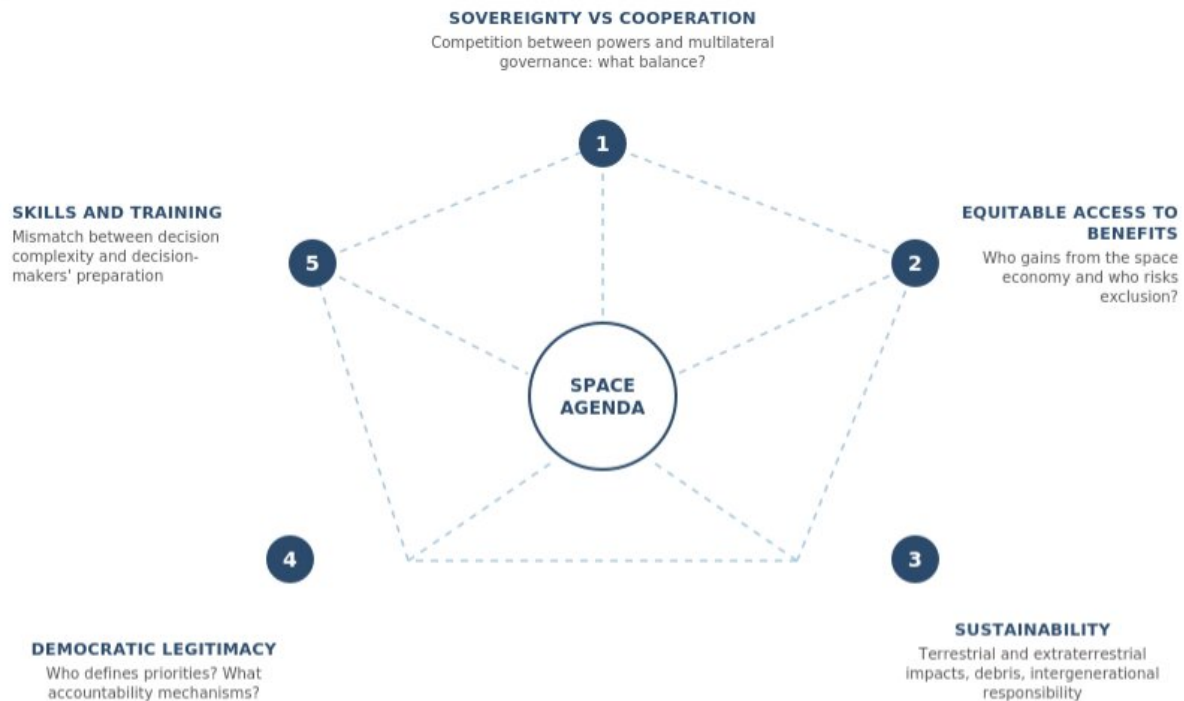 SOVEREIGNTY VS COOPERATION
Competition between powers and multilateral
governance: what balance?
1
SKILLS AND TRAINING
Mismatch between decision
complexity and decision-
makers' preparation
5
EQUITABLE ACCESS TO
BENEFITS
Who gains from the space
economy and who risks
exclusion?
2
SPACE
AGENDA
4
DEMOCRATIC LEGITIMACY
Who defines priorities? What
accountability mechanisms?
3
SUSTAINABILITY
Terrestrial and extraterrestrial
impacts, debris, intergenerational
responsibility